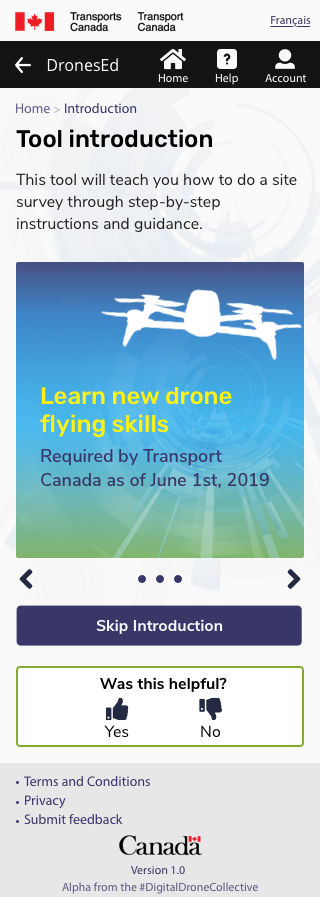 Transports Canada
Transport Canada
Français
DronesEd
Home
Help
Account
Home > Introduction
Tool introduction
This tool will teach you how to do a site
survey through step-by-step
instructions and guidance.
Learn new drone
flying skills
Required by Transport
Canada as of June 1st, 2019
Skip Introduction
Was this helpful?
Yes
No
• Terms and Conditions
• Privacy
• Submit feedback
Canada
Version 1.0
Alpha from the #DigitalDroneCollective